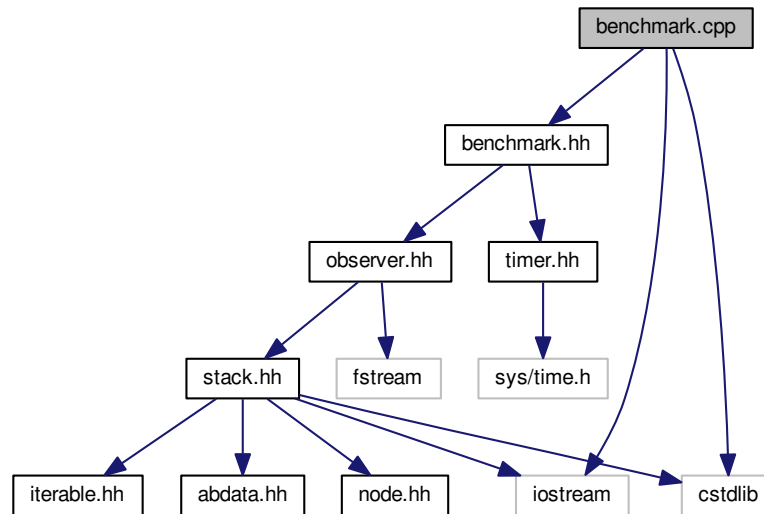 benchmark.cpp
benchmark.hh
observer.hh
timer.hh
stack.hh
fstream
sys/time.h
iterable.hh
abdata.hh
node.hh
iostream
cstdlib